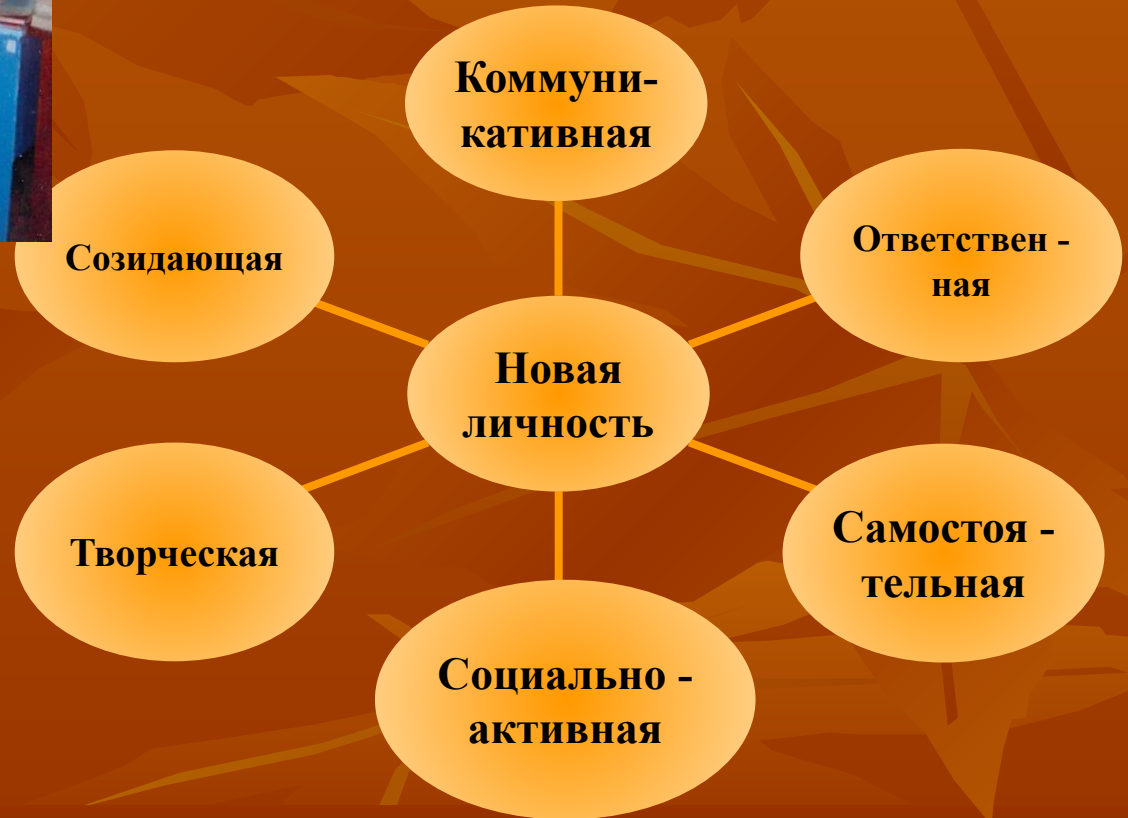 Коммуни-
кативная
Созидающая
Ответствен -
ная
Новая
личность
Творческая
Самостоя -
тельная
Социально -
активная